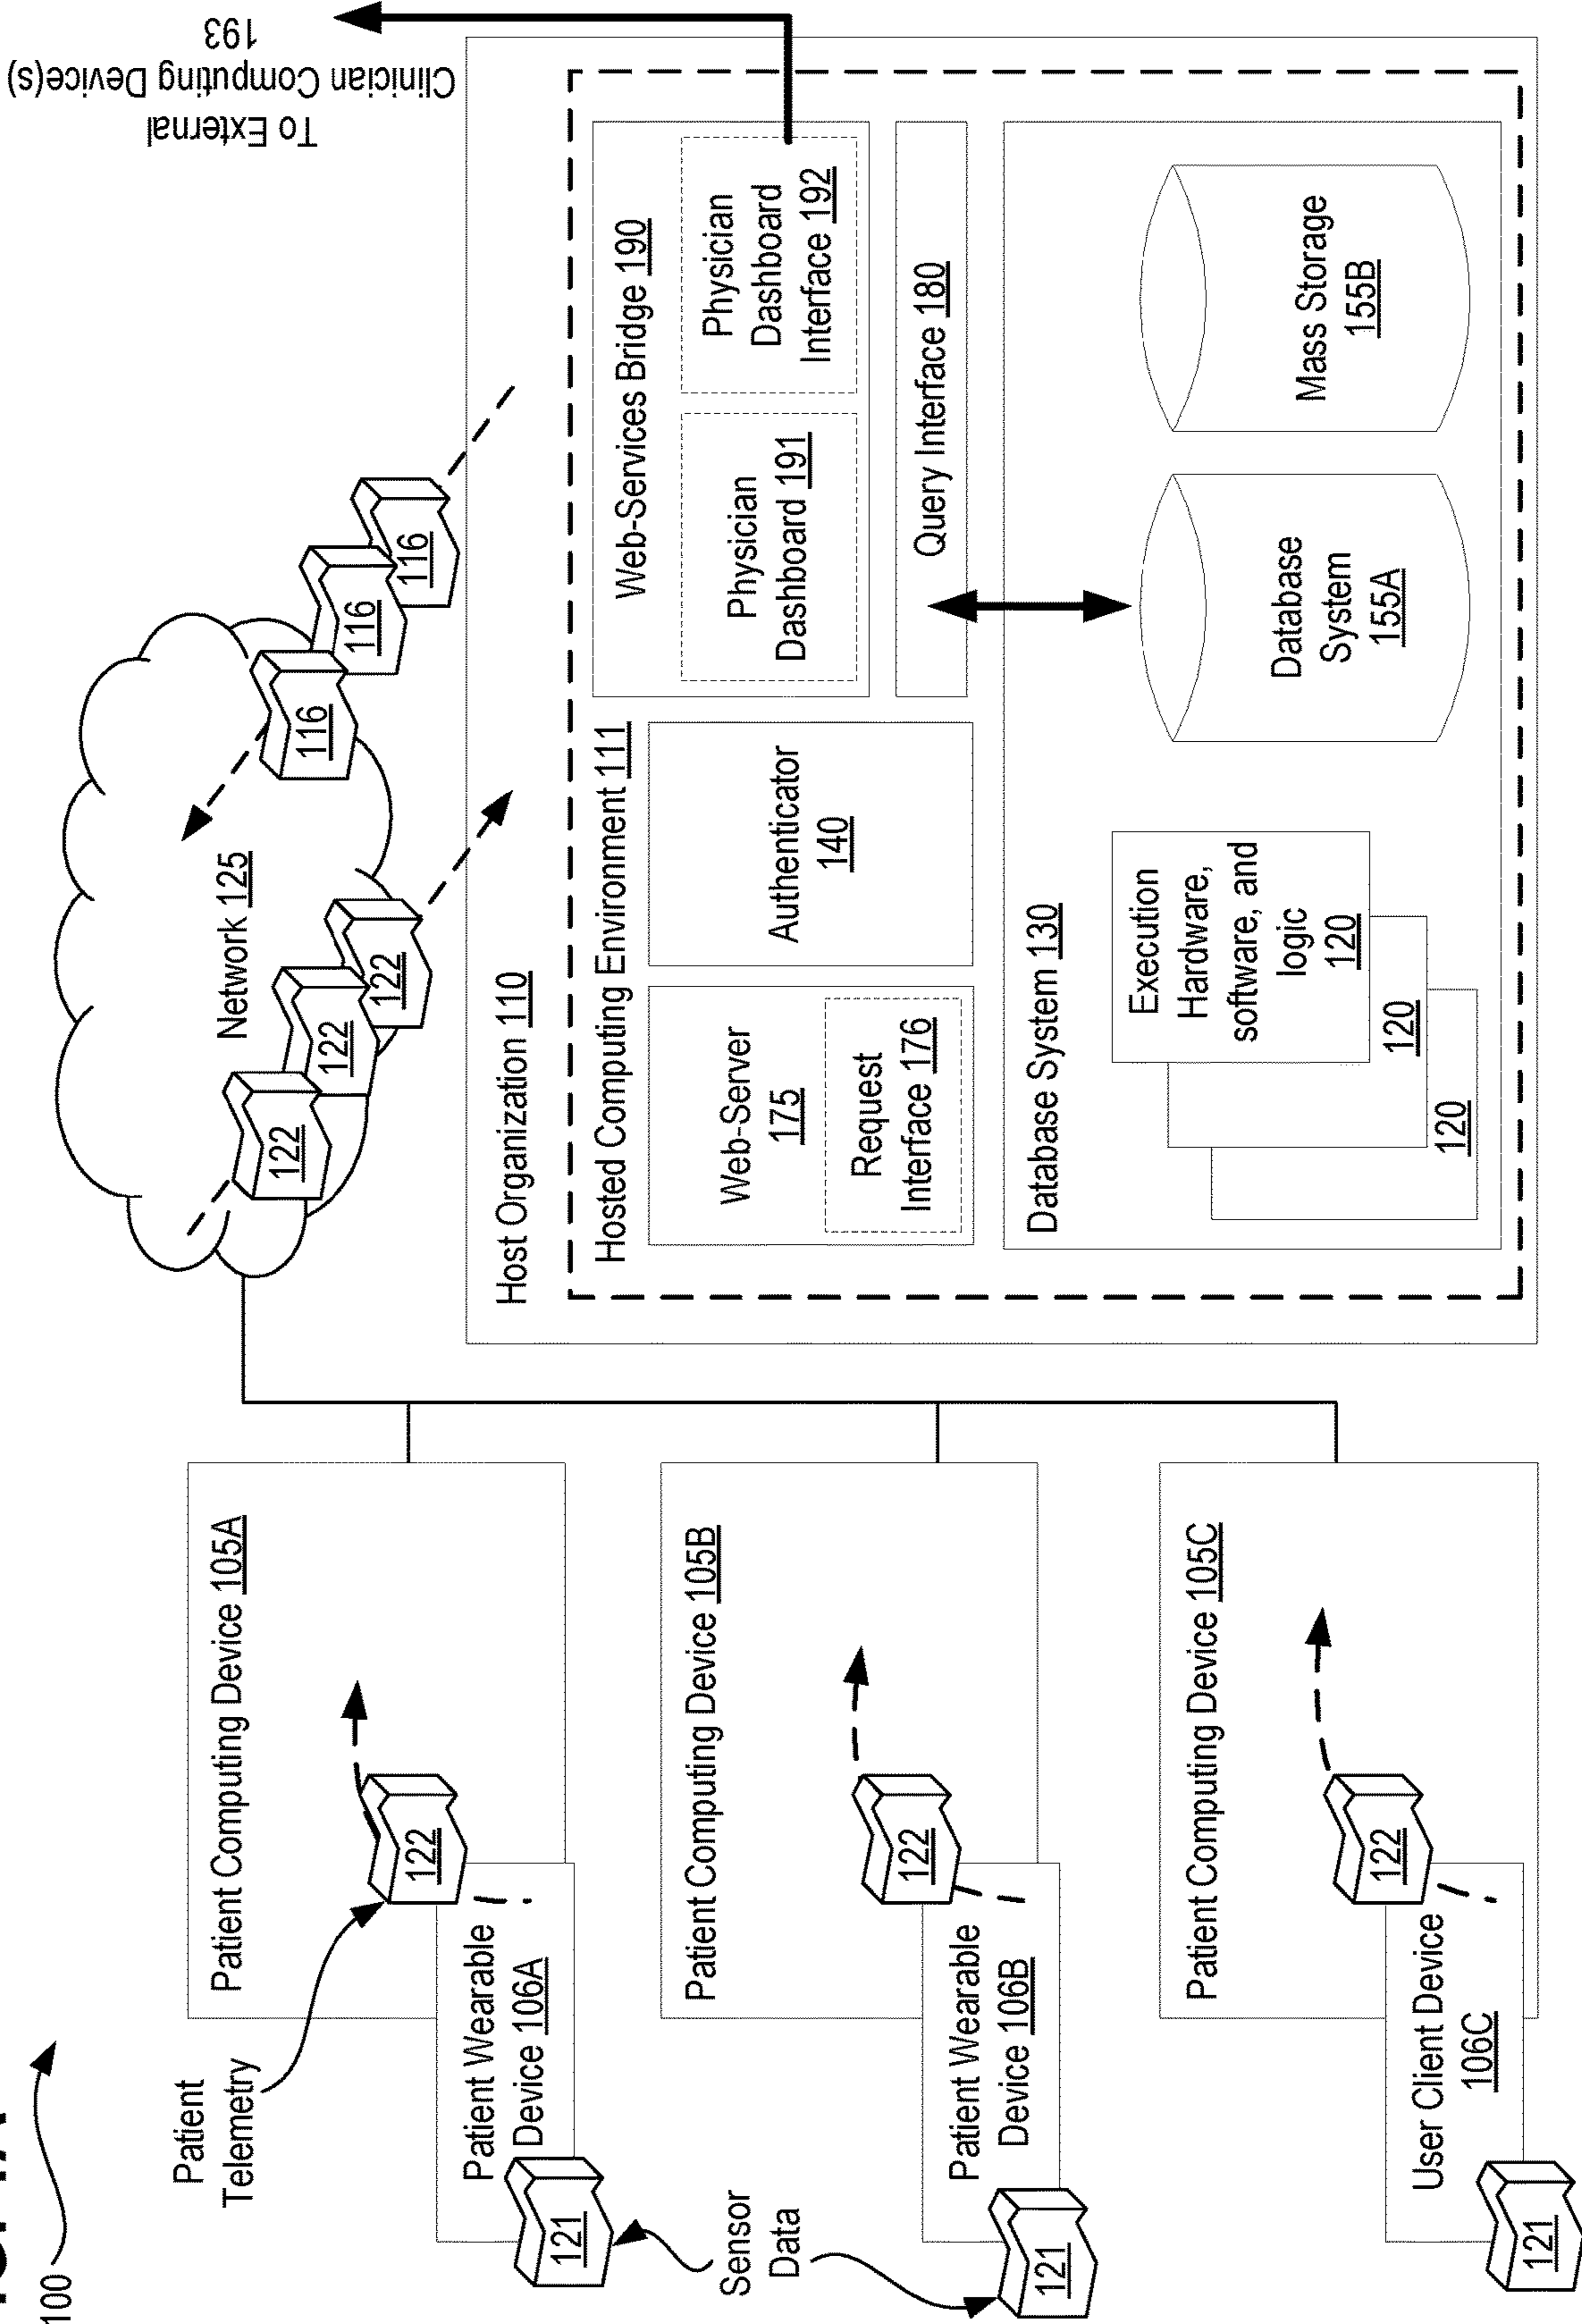 100
Patient
Telemetry
Sensor
Data
Patient Computing Device 105A
122
Patient Wearable
Device 106A
121
Patient Computing Device 105B
122
Patient Wearable
Device 106B
121
Patient Computing Device 105C
122
User Client Device
106C
121
Network 125
122
122
122
116
116
116
To External
Clinician Computing Device(s)
193
Host Organization 110
Hosted Computing Environment 111
Web-Server
175
Request
Interface 176
Authenticator
140
Web-Services Bridge 190
Physician
Dashboard 191
Physician
Dashboard
Interface 192
Query Interface 180
Database System 130
Execution
Hardware,
software, and
logic
120
120
120
Database
System
155A
Mass Storage
155B